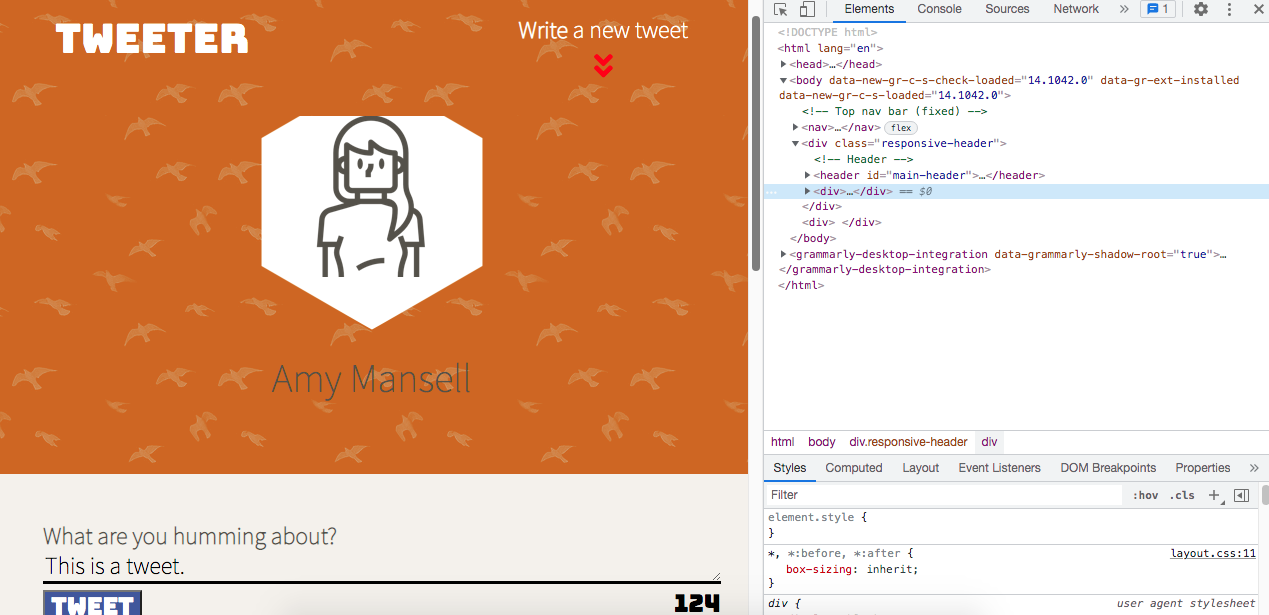 TWEETER
Write a new tweet
Amy Mansell
What are you humming about?
This is a tweet.
TWEET
124
Elements Console Sources Network » 1
<!DOCTYPE html>
<html lang="en">
<head>…</head>
<body data-new-gr-c-s-check-loaded="14.1042.0" data-gr-ext-installed
data-new-gr-c-s-loaded="14.1042.0">
<!-- Top nav bar (fixed) -->
<nav>…</nav> flex
<div class="responsive-header">
<!-- Header -->
<header id="main-header">…</header>
… <div>…</div> == $0
</div>
<div> </div>
</body>
<grammarly-desktop-integration data-grammarly-shadow-root="true">…
</grammarly-desktop-integration>
</html>
html body div.responsive-header div
Styles Computed Layout Event Listeners DOM Breakpoints Properties »
Filter :hov .cls +
element.style {
}
*, *:before, *:after { layout.css:11
box-sizing: inherit;
}
div { user agent stylesheet